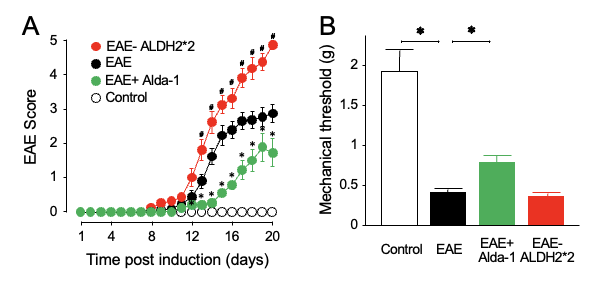 A
EAE Score
5
4
3
2
1
0
EAE- ALDH2*2
EAE
EAE+ Alda-1
Control
#
#
#
#
#
#
#
#
*
*
*
*
*
*
*
*
*
1
4
8
12
16
20
Time post induction (days)
B
Mechanical threshold (g)
2
1.5
1
0.5
0
*
*
Control
EAE
EAE+
Alda-1
EAE-
ALDH2*2